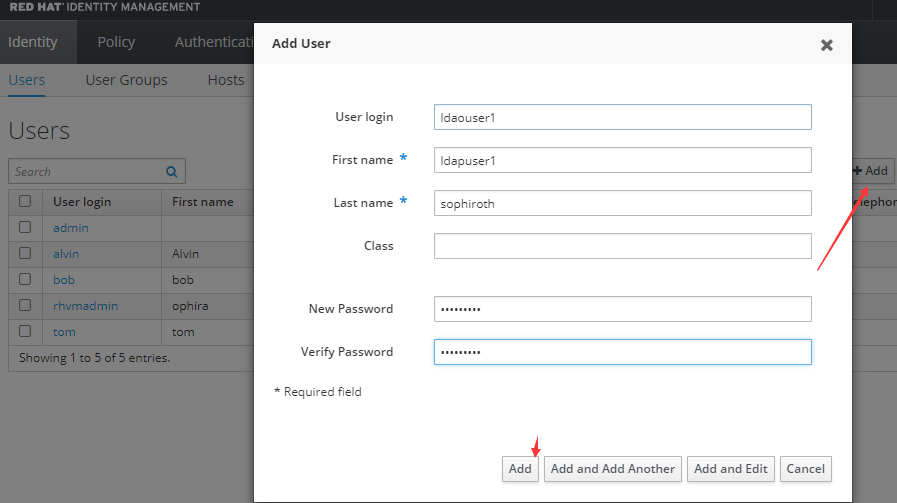 RED HAT IDENTITY MANAGEMENT
Identity Policy Authenticati
Users User Groups Hosts
Users
Search
+ Add
User login First name elephor
admin
alvin Alvin
bob bob
rhvmadmin ophira
tom tom
Showing 1 to 5 of 5 entries.
Add User
User login ldaouser1
First name * ldapuser1
Last name * sophiroth
Class
New Password •••••••••
Verify Password •••••••••
* Required field
Add Add and Add Another Add and Edit Cancel